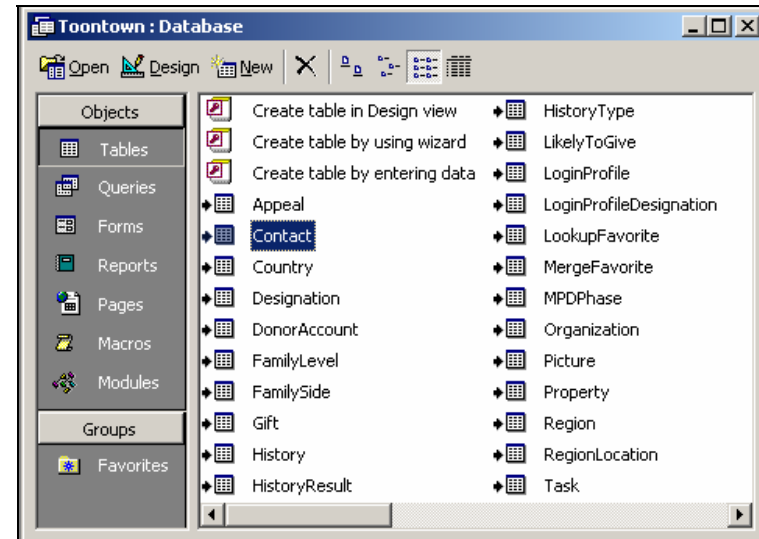 Toontown : Database
Open Design New
Objects
Tables
Queries
Forms
Reports
Pages
Macros
Modules
Groups
Favorites
Create table in Design view
Create table by using wizard
Create table by entering data
Appeal
Contact
Country
Designation
DonorAccount
FamilyLevel
FamilySide
Gift
History
HistoryResult
HistoryType
LikelyToGive
LoginProfile
LoginProfileDesignation
LookupFavorite
MergeFavorite
MPDPhase
Organization
Picture
Property
Region
RegionLocation
Task